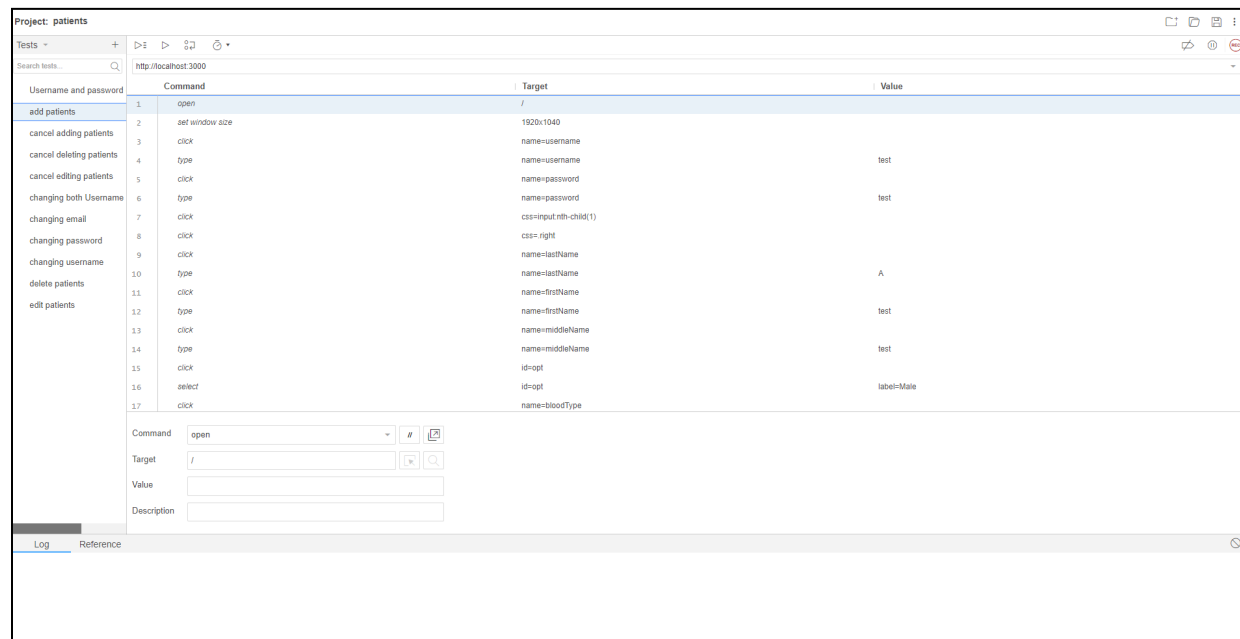 Project: patients
Tests
Search tests...
http://localhost:3000
Command Target Value
Username and password
add patients
cancel adding patients
cancel deleting patients
cancel editing patients
changing both Username
changing email
changing password
changing username
delete patients
edit patients
1 open /
2 set window size 1920x1040
3 click name=username
4 type name=username test
5 click name=password
6 type name=password test
7 click css=input:nth-child(1)
8 click css=.right
9 click name=lastName
10 type name=lastName A
11 click name=firstName
12 type name=firstName test
13 click name=middleName
14 type name=middleName test
15 click id=opt
16 select id=opt label=Male
17 click name=bloodType
Command open //
Target /
Value
Description
Log Reference
REC